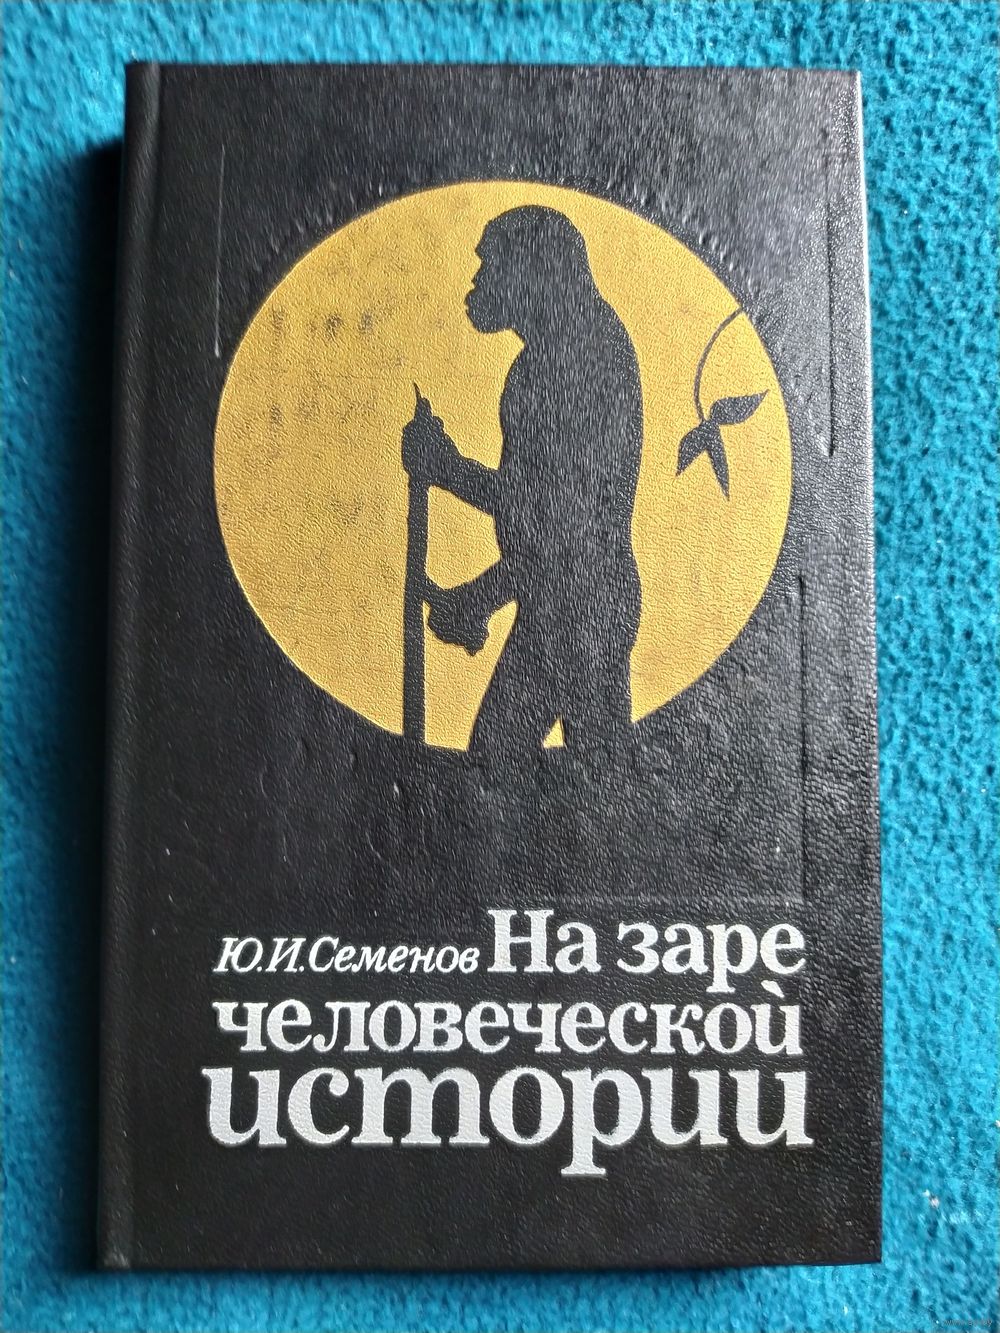 Ю.И.Семенов На заре
человеческой
истории